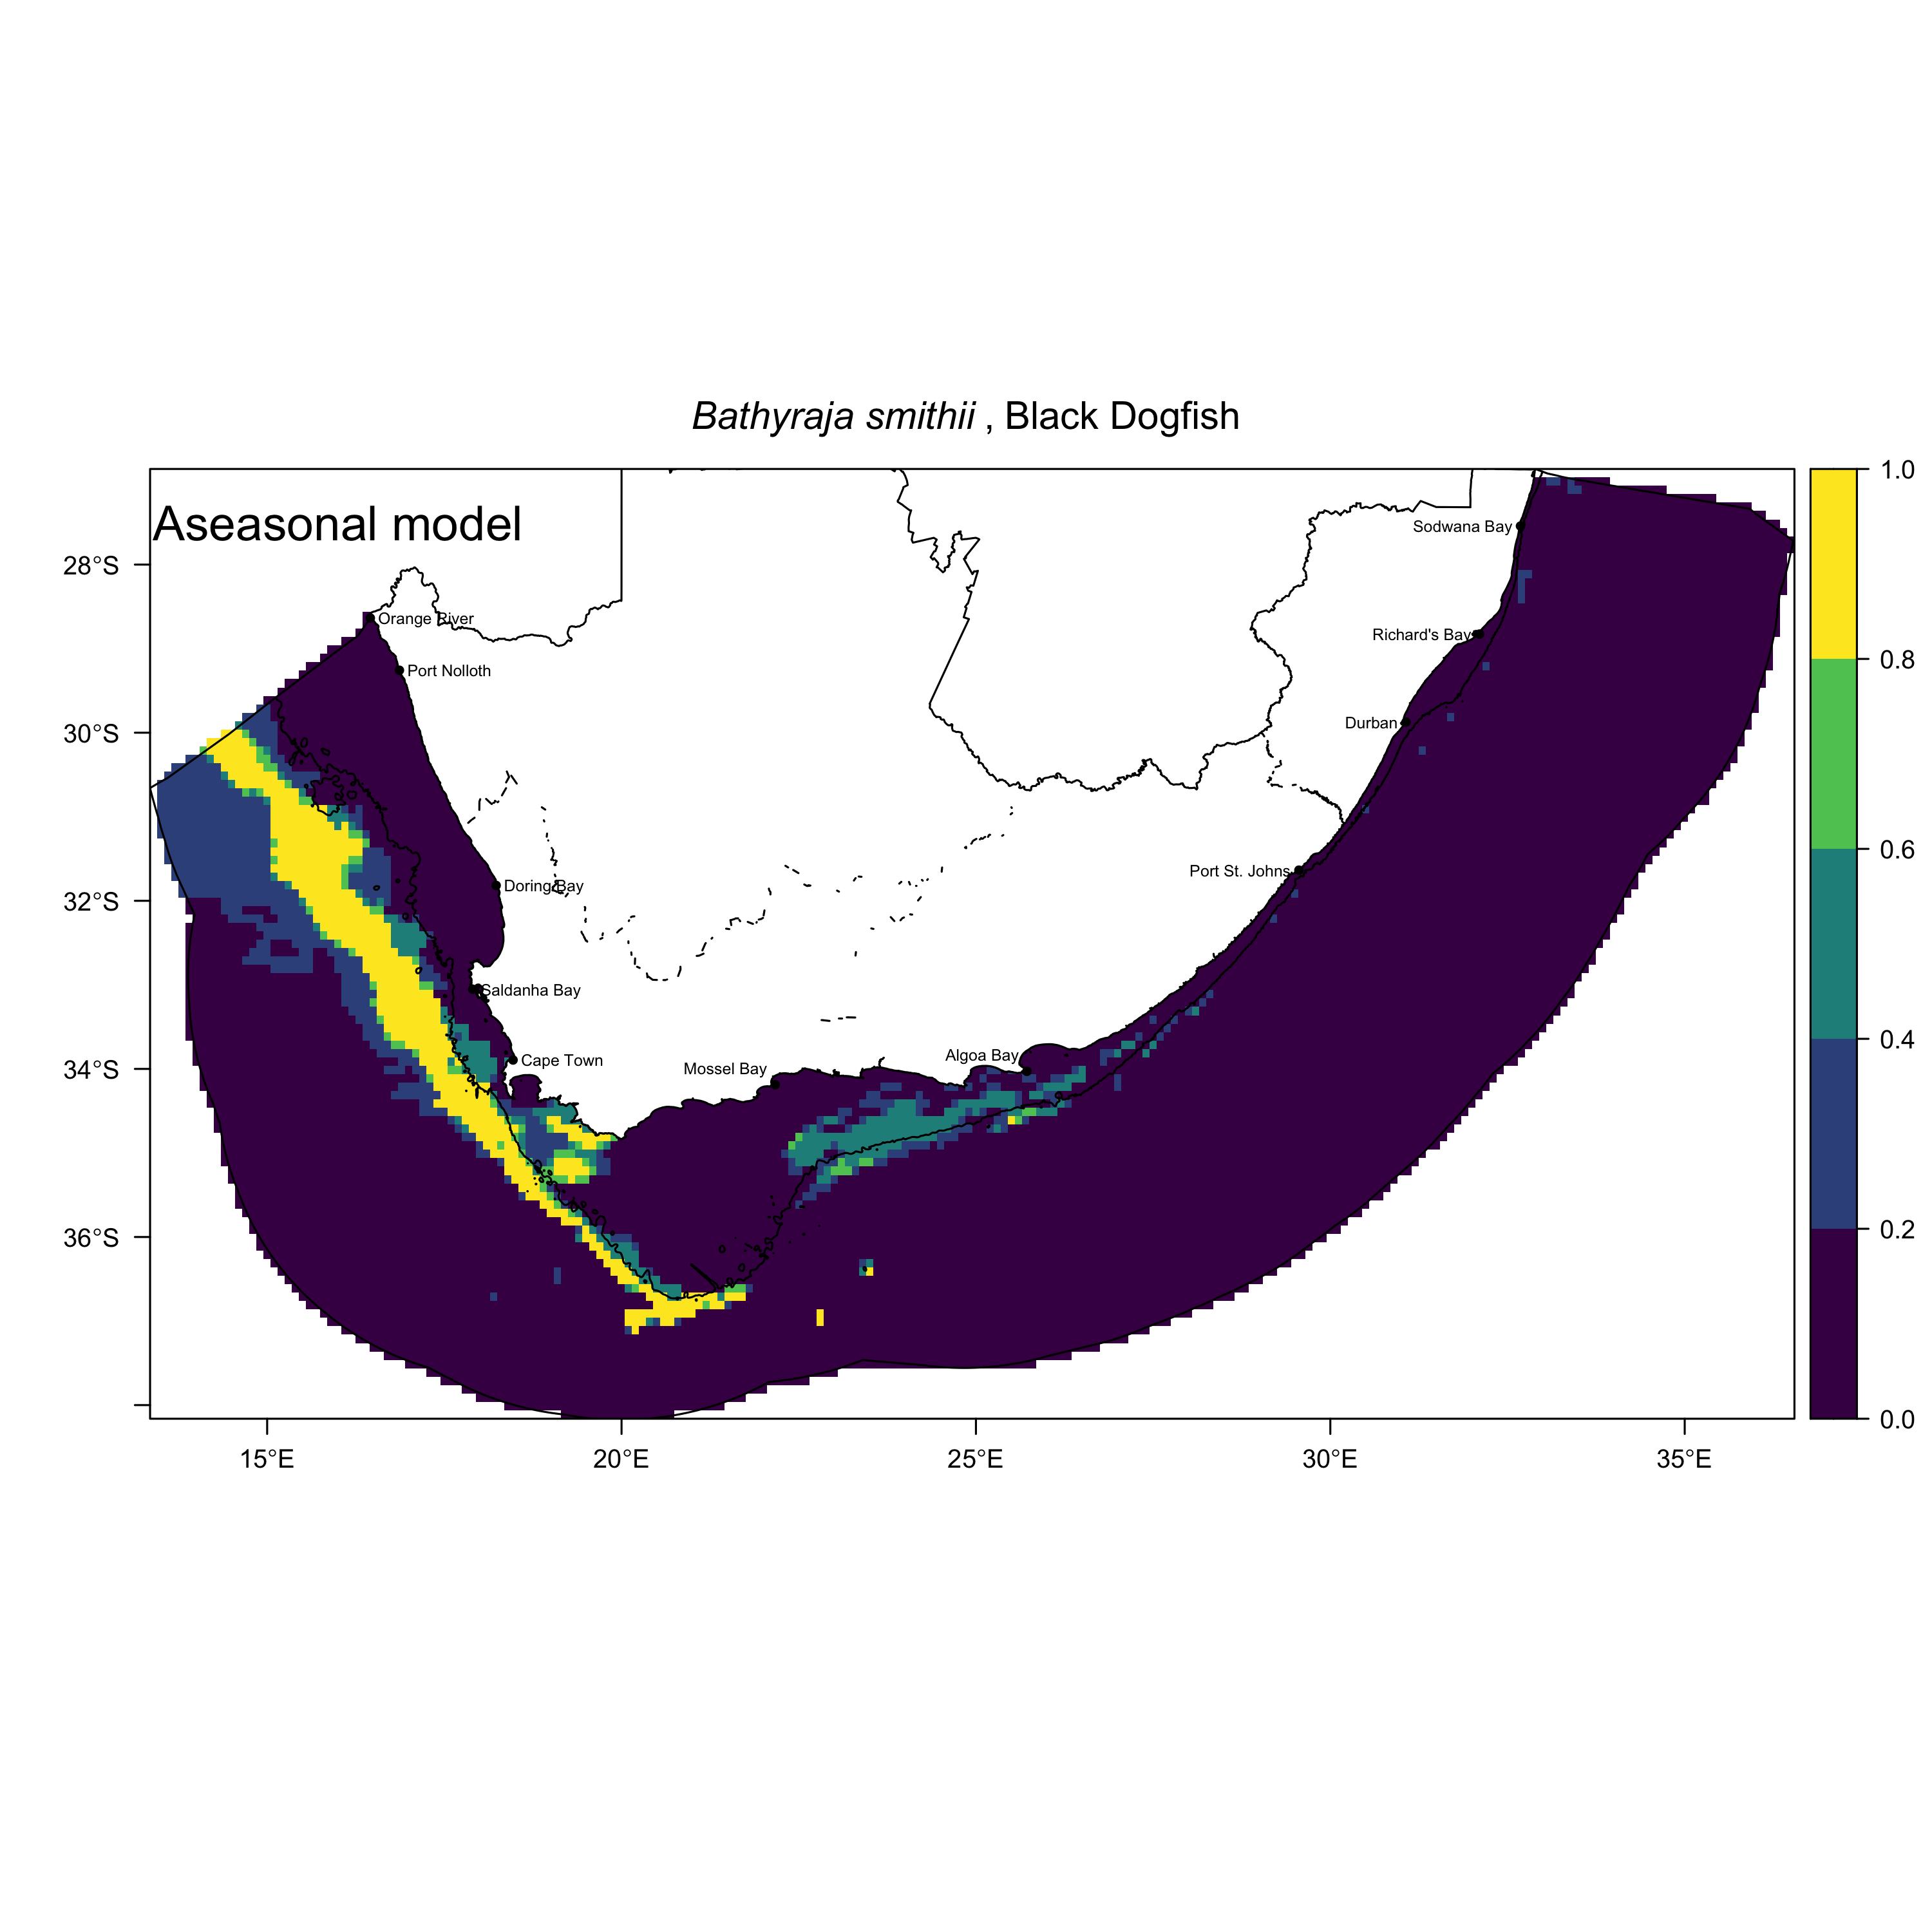 Bathyraja smithii , Black Dogfish
Aseasonal model
28°S
30°S
32°S
34°S
36°S
15°E
20°E
25°E
30°E
35°E
1.0
0.8
0.6
0.4
0.2
0.0
Sodwana Bay
Orange River
Richard's Bay
Port Nolloth
Durban
Port St. Johns
Doring Bay
Saldanha Bay
Cape Town
Algoa Bay
Mossel Bay